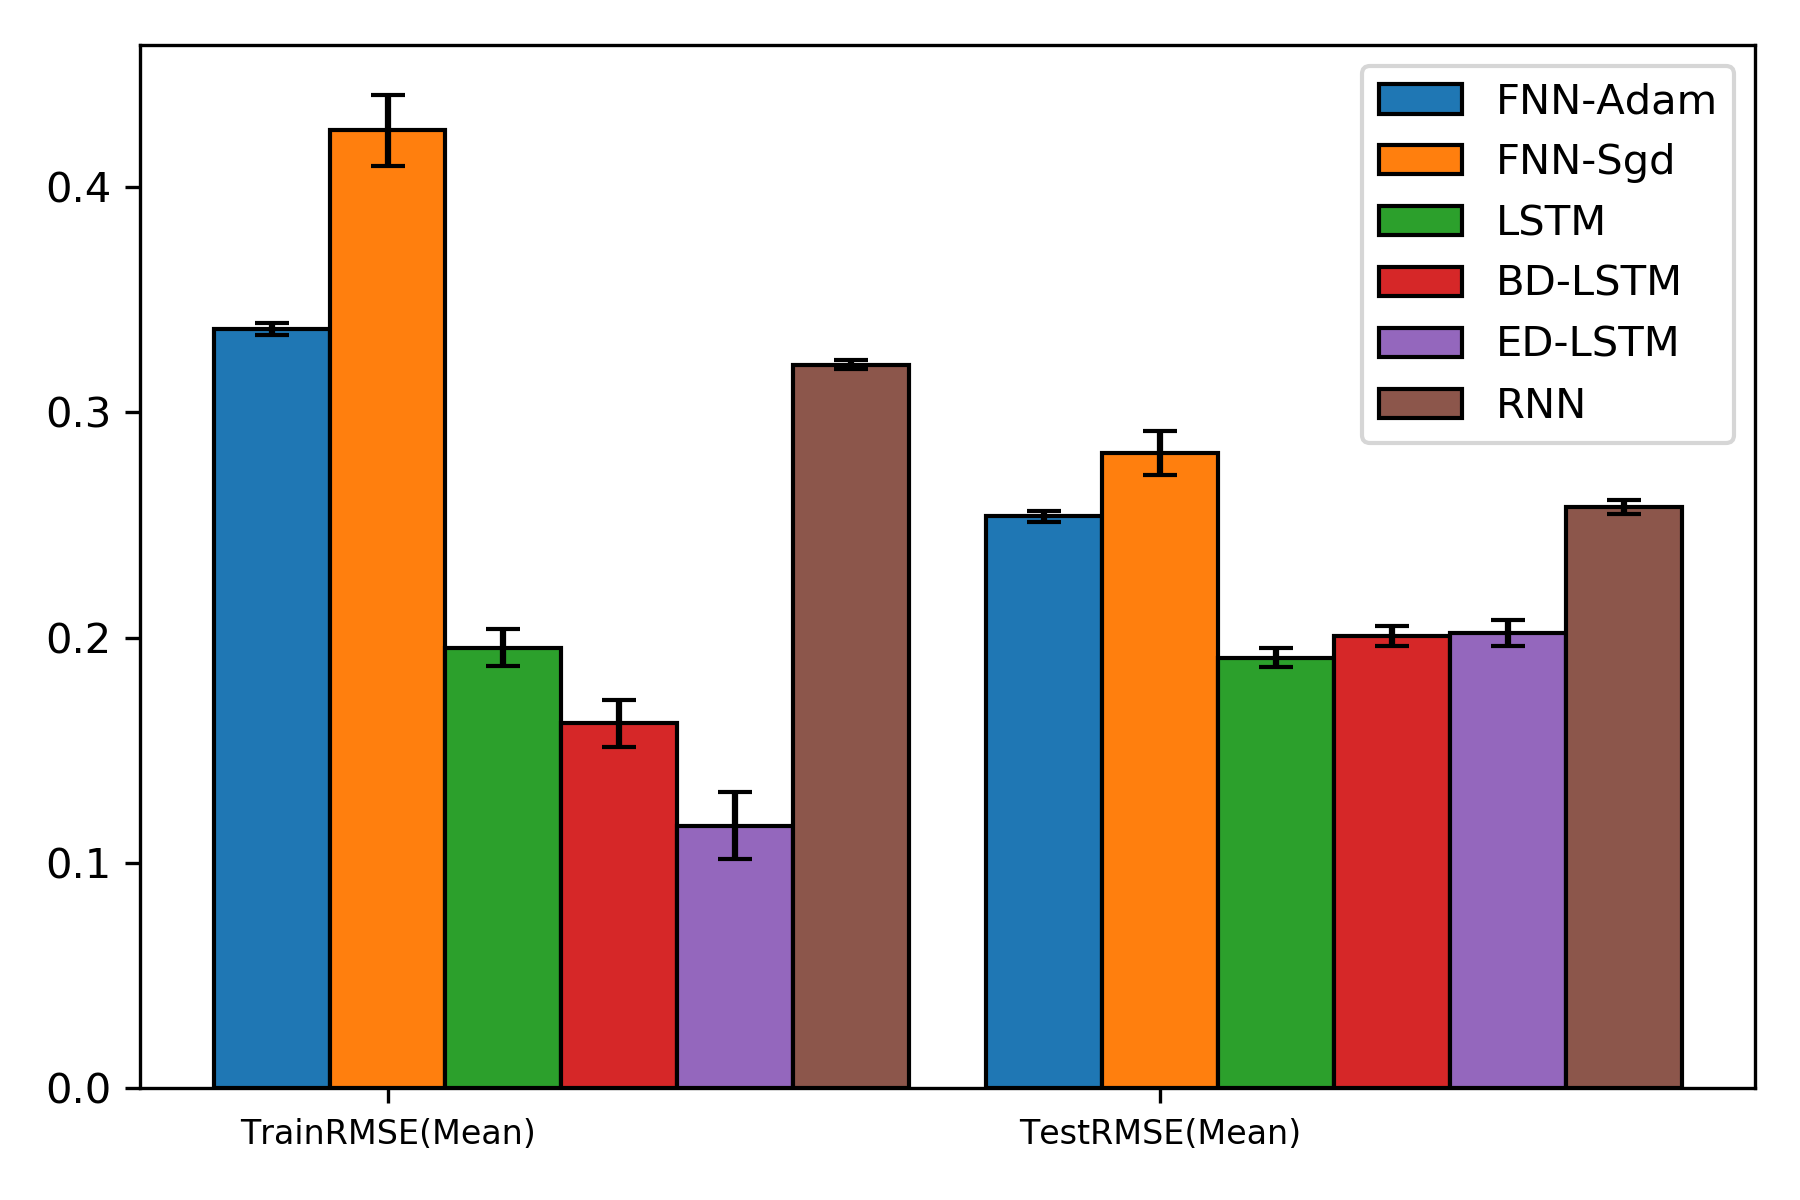 0.4
0.3
0.2
0.1
0.0
TrainRMSE(Mean)
TestRMSE(Mean)
FNN-Adam
FNN-Sgd
LSTM
BD-LSTM
ED-LSTM
RNN